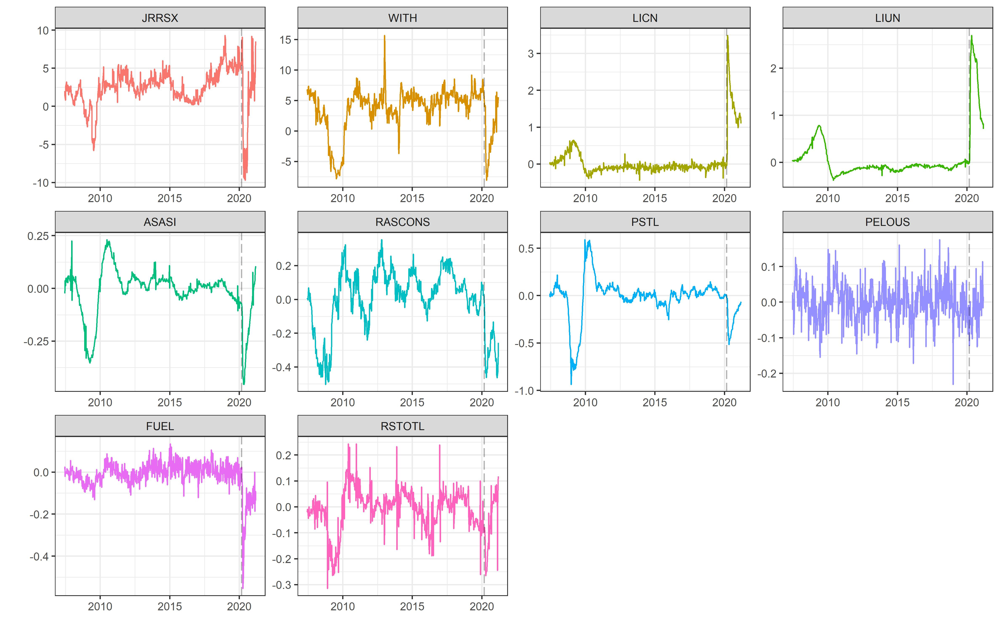 JRRSX WITH LICN LIUN
10 15 3 2
5 10 2 1
0 5 1 0
-5 0 0
-10 -5
2010 2015 2020 2010 2015 2020 2010 2015 2020 2010 2015 2020
ASASI RASCONS PSTL PELOUS
0.25 0.2 0.5 0.1
0.00 0.0 0.0 0.0
-0.25 -0.2 -0.5 -0.1
-0.4 -1.0 -0.2
2010 2015 2020 2010 2015 2020 2010 2015 2020 2010 2015 2020
FUEL RSTOTL
0.0 0.2
-0.2 0.1
-0.4 0.0
-0.1
-0.2
-0.3
2010 2015 2020 2010 2015 2020